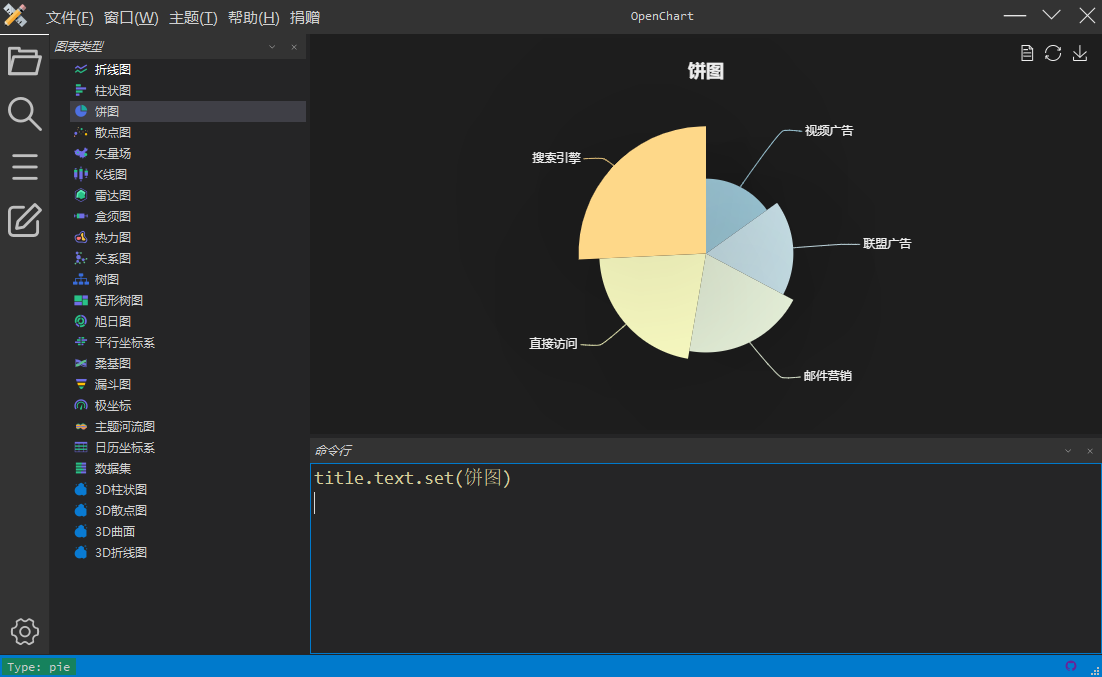 文件(F) 窗口(W) 主题(T) 帮助(H) 捐赠
OpenChart
图表类型
折线图
柱状图
饼图
散点图
矢量场
K线图
雷达图
盒须图
热力图
关系图
树图
矩形树图
旭日图
平行坐标系
桑基图
漏斗图
极坐标
主题河流图
日历坐标系
数据集
3D柱状图
3D散点图
3D曲面
3D折线图
饼图
视频广告
搜索引擎
联盟广告
直接访问
邮件营销
命令行
title.text.set(饼图)
Type: pie